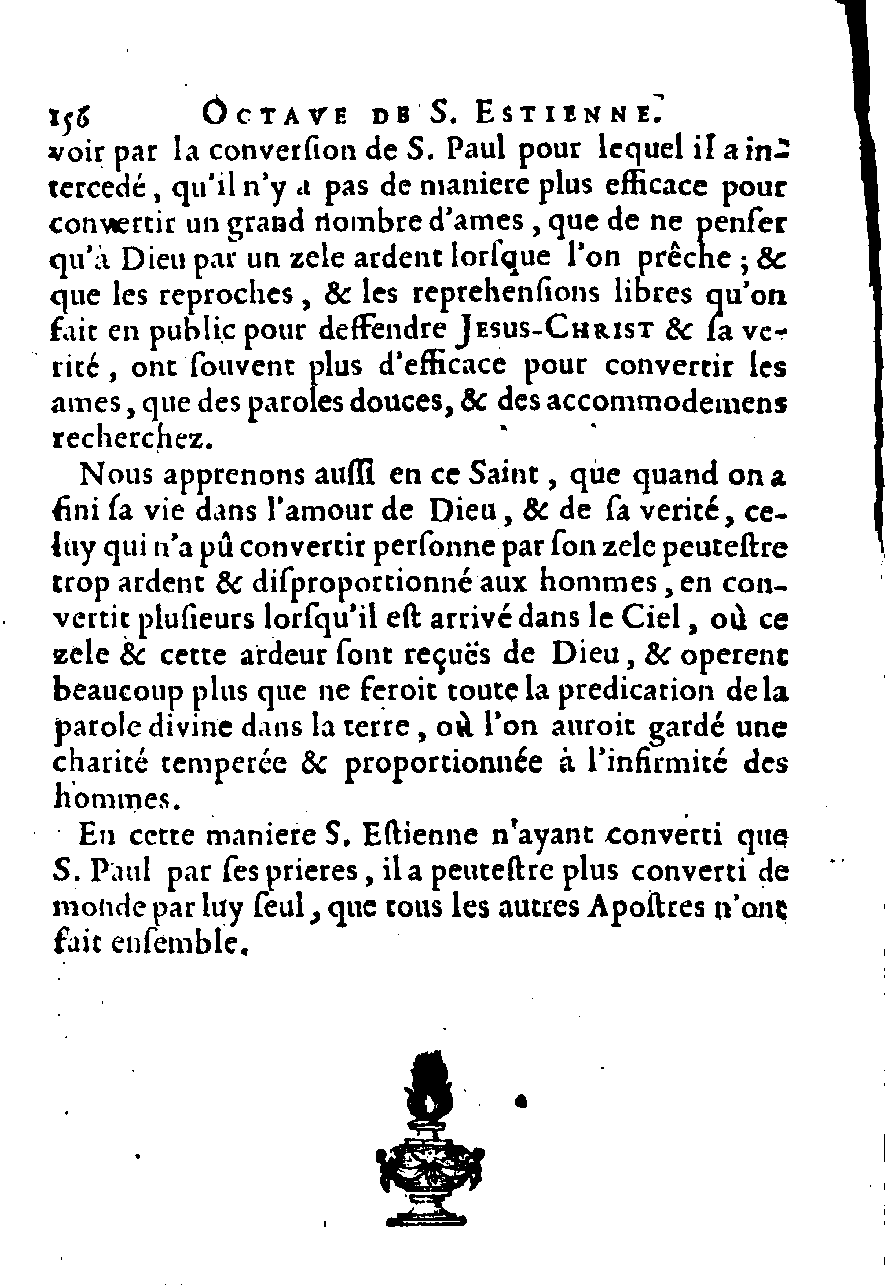 156 OCTAVE DE S. ESTIENNE.
voir par la converſion de S. Paul pour lequel il a in-
tercedé, qu'il n'y a pas de maniere plus efficace pour
convertir un grand nombre d'ames, que de ne penſer
qu'à Dieu par un zele ardent lorſque l'on prêche ; &
que les reproches, & les reprehenſions libres qu'on
fait en public pour deffendre JESUS-CHRIST & ſa ve-
rité, ont ſouvent plus d'efficace pour convertir les
ames, que des paroles douces, & des accommodemens
recherchez.
Nous apprenons auſſi en ce Saint, que quand on a
fini ſa vie dans l'amour de Dieu, & de ſa verité, ce-
luy qui n'a pû convertir perſonne par ſon zele peuteſtre
trop ardent & diſproportionné aux hommes, en con-
vertit pluſieurs lorſqu'il eſt arrivé dans le Ciel, où ce
zele & cette ardeur ſont reçuës de Dieu, & operent
beaucoup plus que ne feroit toute la predication de la
parole divine dans la terre, où l'on auroit gardé une
charité temperée & proportionnée à l'infirmité des
hommes.
En cette maniere S. Eſtienne n'ayant converti que
S. Paul par ſes prieres, il a peuteſtre plus converti de
monde par luy ſeul, que tous les autres Apoſtres n'ont
fait enſemble.